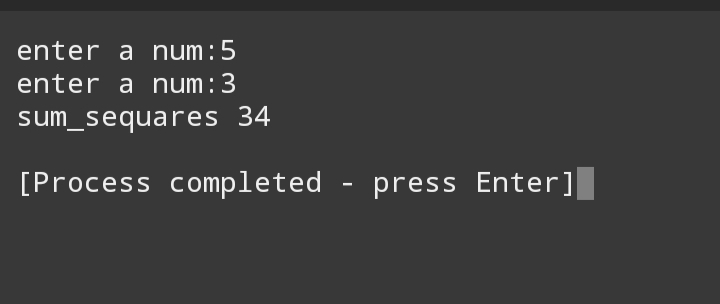 enter a num:5
enter a num:3
sum_sequares 34
[Process completed - press Enter]